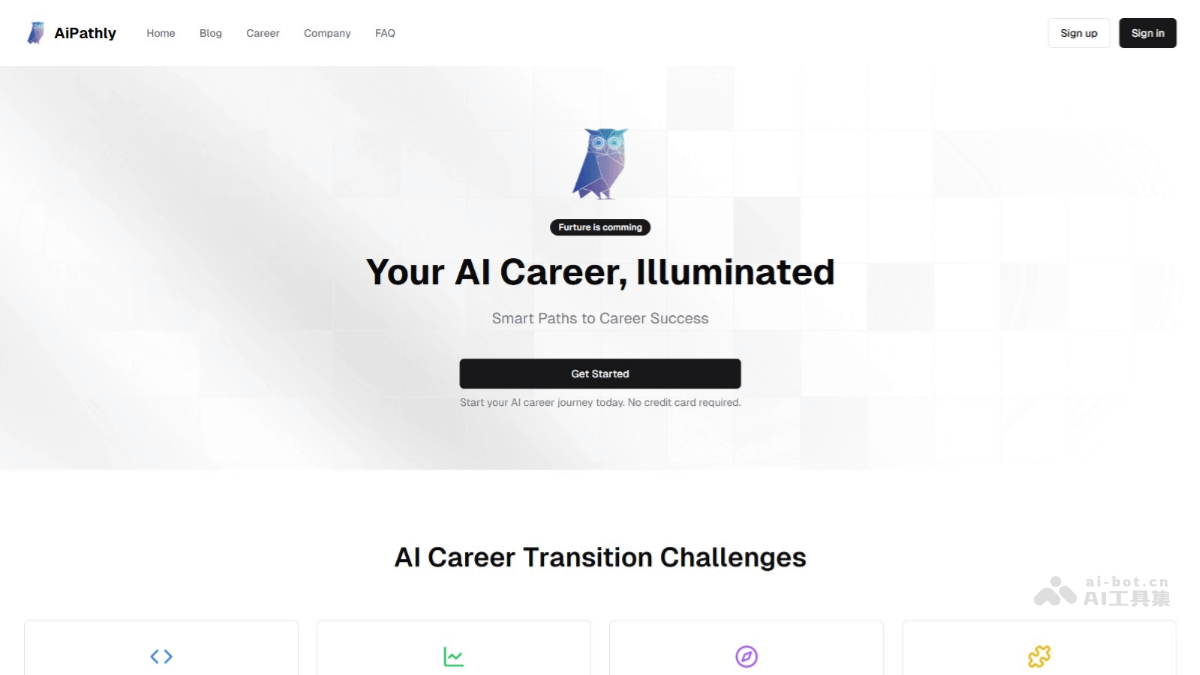 AiPathly
Home
Blog
Career
Company
FAQ
Sign up
Sign in
Furture is comming
Your AI Career, Illuminated
Smart Paths to Career Success
Get Started
Start your AI career journey today. No credit card required.
AI Career Transition Challenges
ai-bot.cn
AI工具集